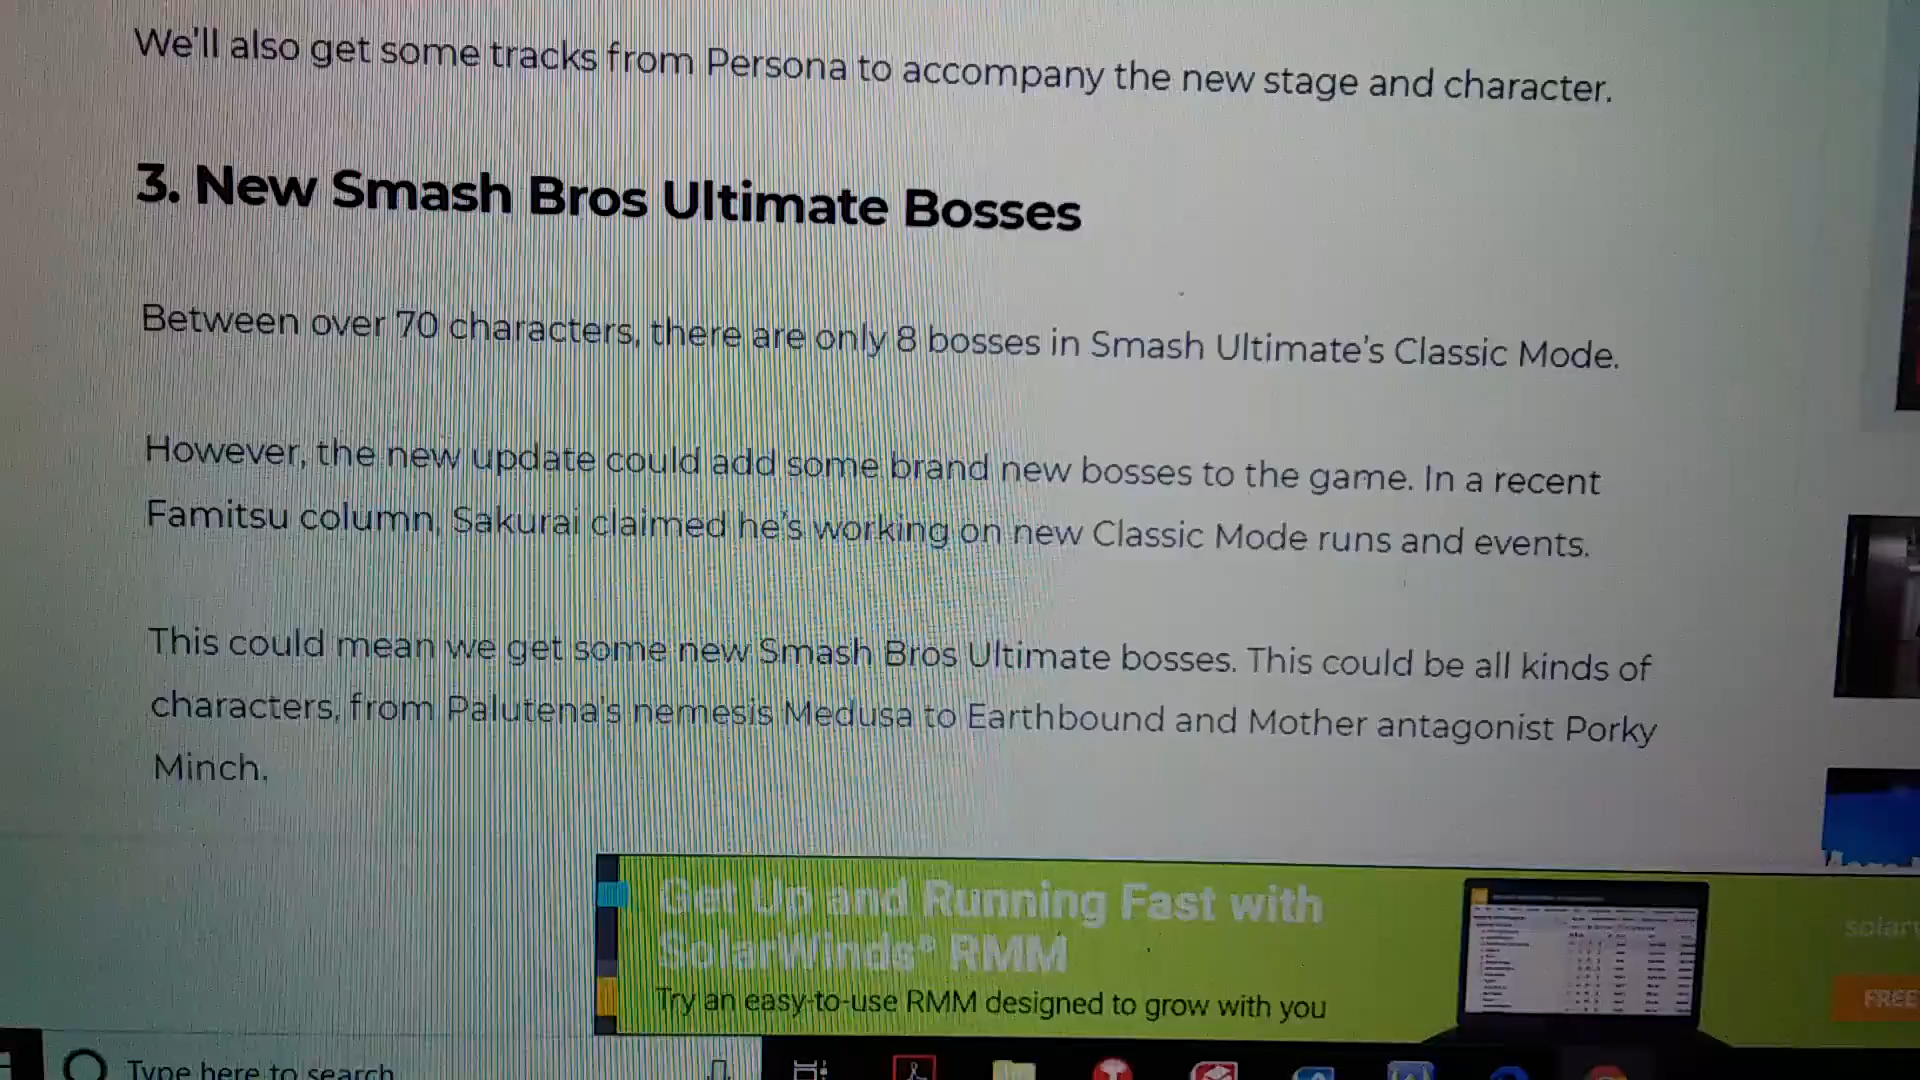 We'll also get some tracks from Persona to accompany the new stage and character.
3. New Smash Bros Ultimate Bosses
Between over 70 characters, there are only 8 bosses in Smash Ultimate's Classic Mode.
However, the new update could add some brand new bosses to the game. In a recent
Famitsu column, Sakurai claimed he's working on new Classic Mode runs and events.
This could mean we get some new Smash Bros Ultimate bosses. This could be all kinds of
characters, from Palutena's nemesis Medusa to Earthbound and Mother antagonist Porky
Minch.
Get Up and Running Fast with
SolarWinds® RMM
Try an easy-to-use RMM designed to grow with you
FREE
Type here to search